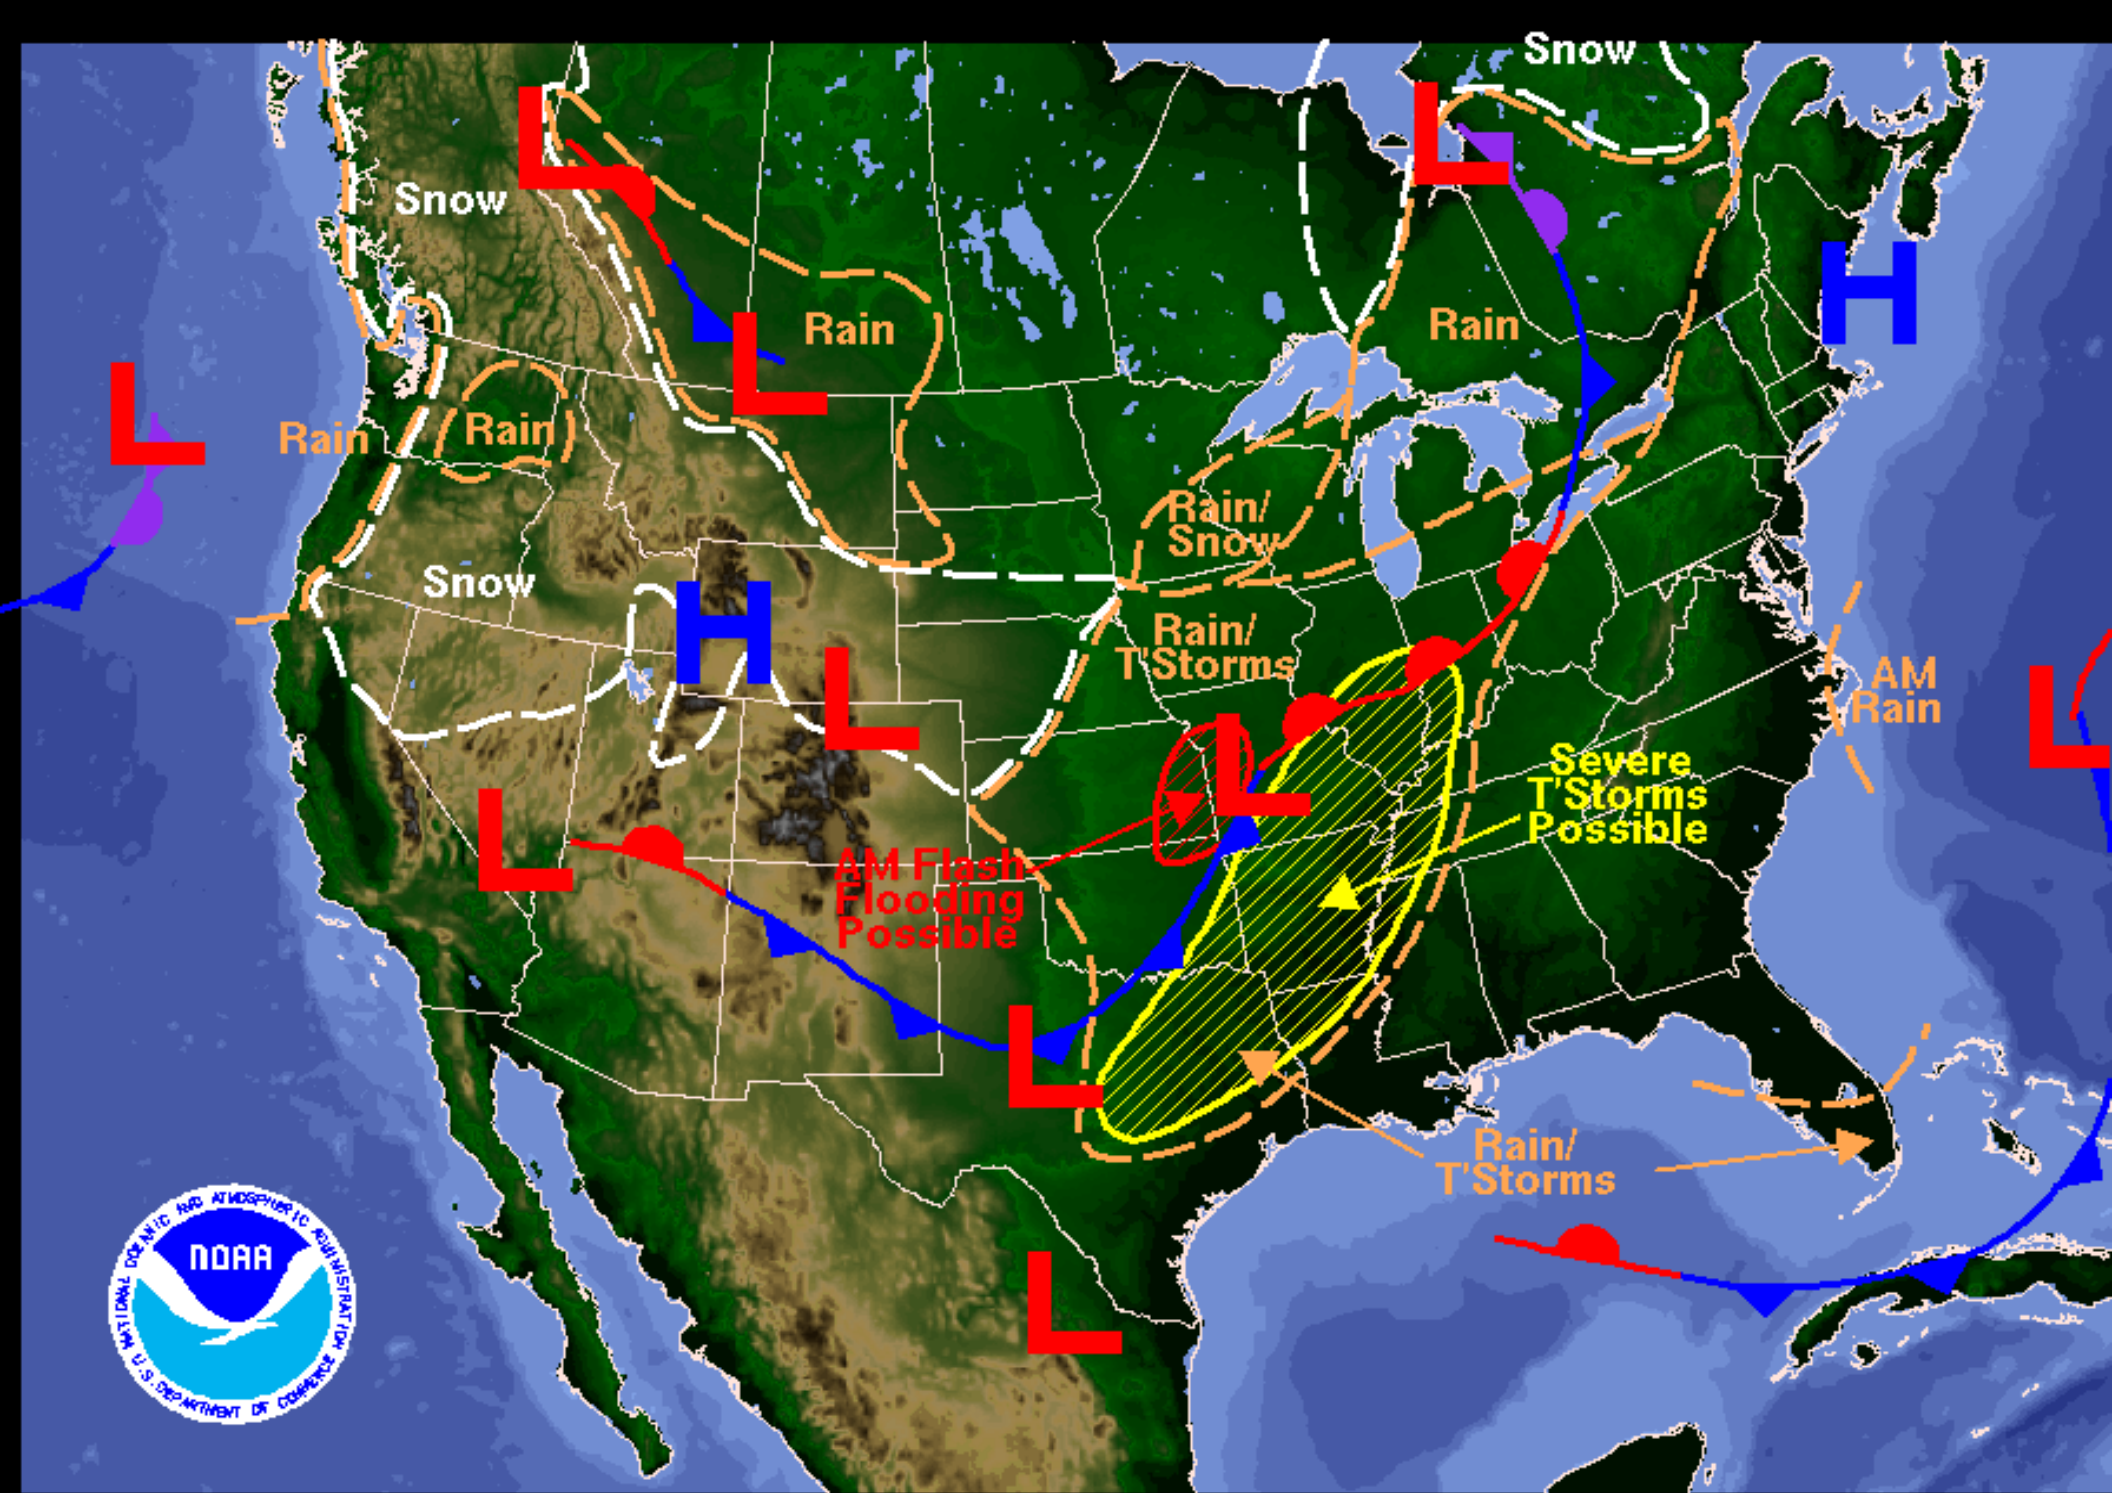 Snow
L
L
Snow
H
Rain
Rain
L
L
Rain
Rain
Rain/
Snow
Snow
H
Rain/
T'Storms
AM
Rain
L
L
L
Severe
T'Storms
Possible
L
AM Flash
Flooding
Possible
L
Rain/
T'Storms
L
NATIONAL OCEANIC AND ATMOSPHERIC ADMINISTRATION
NOAA
U.S. DEPARTMENT OF COMMERCE